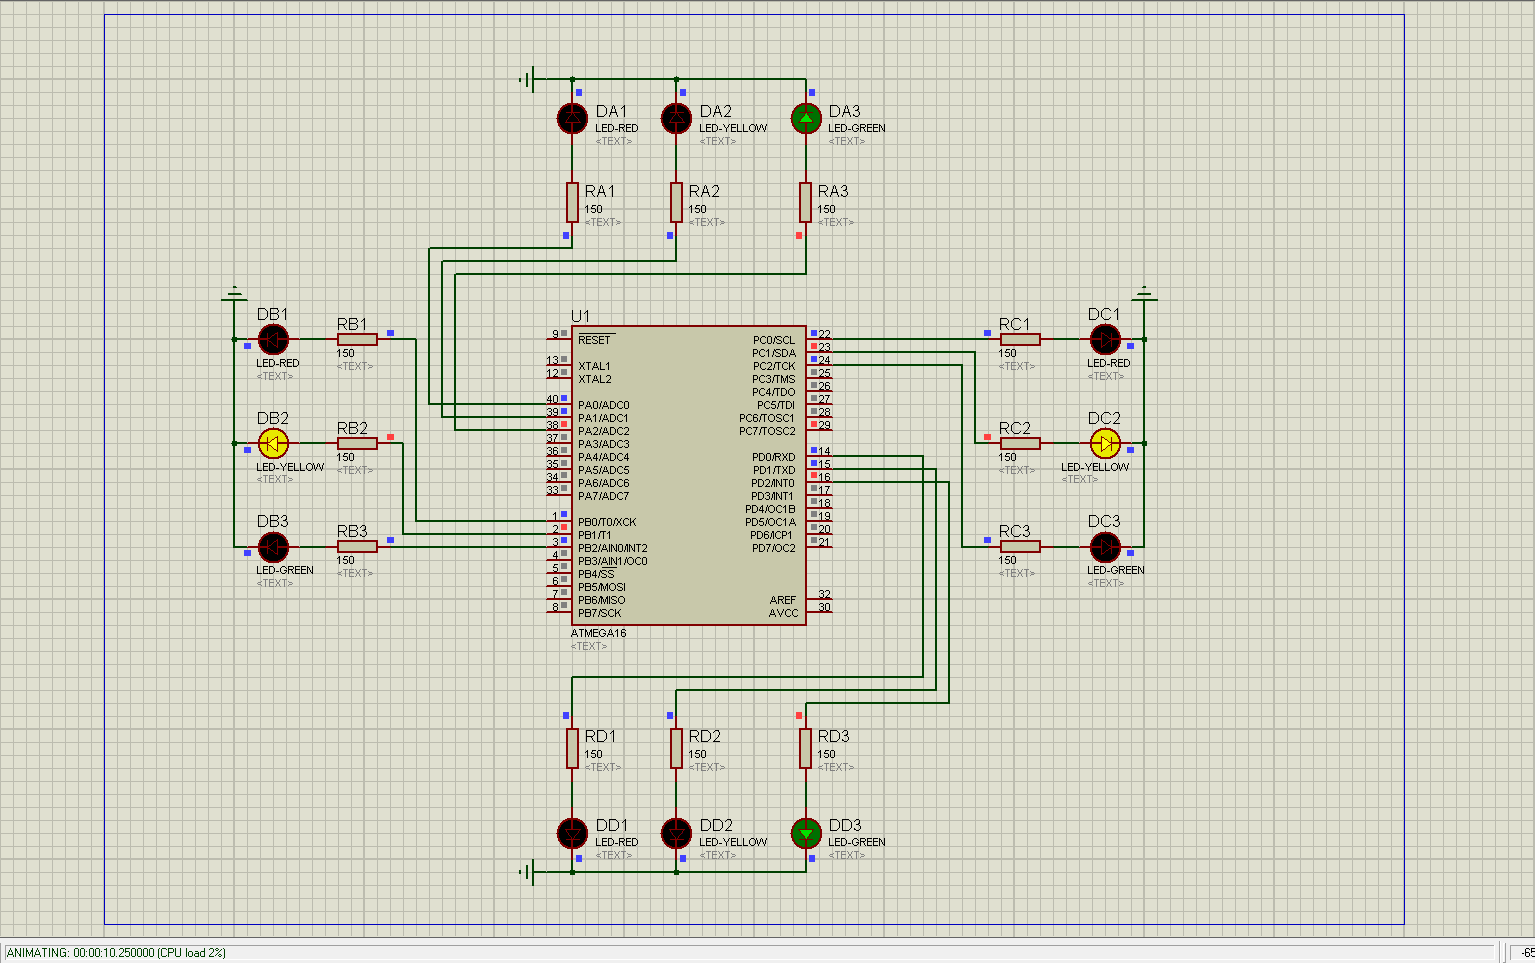 DA1
LED-RED
<TEXT>
DA2
LED-YELLOW
<TEXT>
DA3
LED-GREEN
<TEXT>
RA1
150
<TEXT>
RA2
150
<TEXT>
RA3
150
<TEXT>
DB1
LED-RED
<TEXT>
RB1
150
<TEXT>
DB2
LED-YELLOW
<TEXT>
RB2
150
<TEXT>
DB3
LED-GREEN
<TEXT>
RB3
150
<TEXT>
U1
9 RESET
13 XTAL1
12 XTAL2
40 PA0/ADC0
39 PA1/ADC1
38 PA2/ADC2
37 PA3/ADC3
36 PA4/ADC4
35 PA5/ADC5
34 PA6/ADC6
33 PA7/ADC7
1 PB0/T0/XCK
2 PB1/T1
3 PB2/AIN0/INT2
4 PB3/AIN1/OC0
5 PB4/SS
6 PB5/MOSI
7 PB6/MISO
8 PB7/SCK
PC0/SCL 22
PC1/SDA 23
PC2/TCK 24
PC3/TMS 25
PC4/TDO 26
PC5/TDI 27
PC6/TOSC1 28
PC7/TOSC2 29
PD0/RXD 14
PD1/TXD 15
PD2/INT0 16
PD3/INT1 17
PD4/OC1B 18
PD5/OC1A 19
PD6/ICP1 20
PD7/OC2 21
AREF 32
AVCC 30
ATMEGA16
<TEXT>
RC1
150
<TEXT>
DC1
LED-RED
<TEXT>
RC2
150
<TEXT>
DC2
LED-YELLOW
<TEXT>
RC3
150
<TEXT>
DC3
LED-GREEN
<TEXT>
RD1
150
<TEXT>
RD2
150
<TEXT>
RD3
150
<TEXT>
DD1
LED-RED
<TEXT>
DD2
LED-YELLOW
<TEXT>
DD3
LED-GREEN
<TEXT>
ANIMATING: 00:00:10.250000 (CPU load 2%)